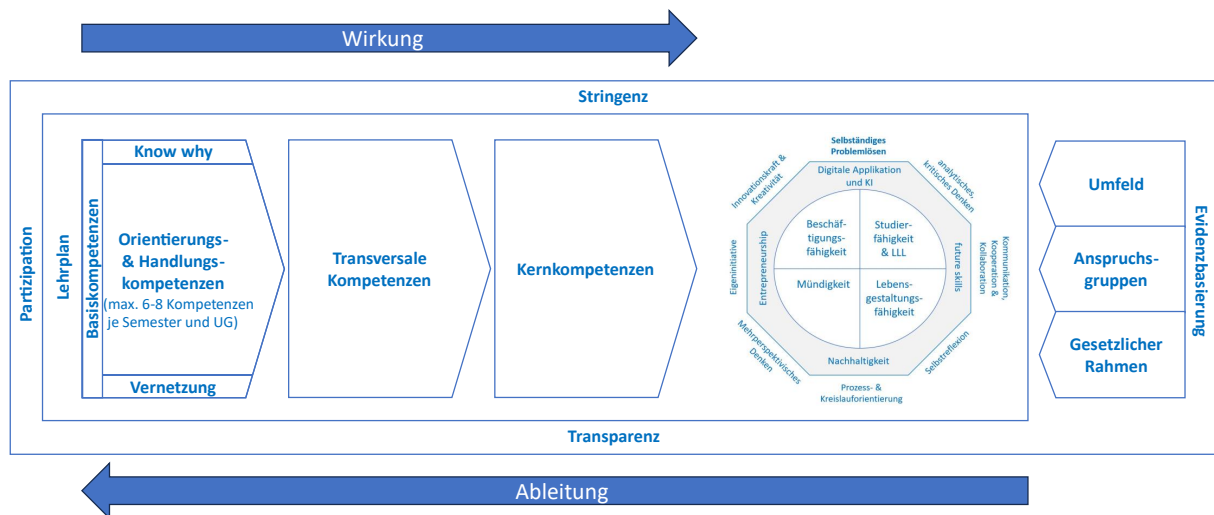 Wirkung
Stringenz
Partizipation
Lehrplan
Basiskompetenzen
Know why
Orientierungs-
& Handlungs-
kompetenzen
(max. 6-8 Kompetenzen
je Semester und UG)
Vernetzung
Transversale
Kompetenzen
Kernkompetenzen
Selbständiges
Problemlösen
Innovationskraft &
Kreativität
analytisches,
kritisches Denken
Digitale Applikation
und KI
Eigeninitiative
Entrepreneurship
Beschäf-
tigungs-
fähigkeit
Studier-
fähigkeit
& LLL
Mündigkeit
Lebens-
gestaltungs-
fähigkeit
future skills
Kommunikation,
Kooperation &
Kollaboration
Mehrperspektivisches
Denken
Nachhaltigkeit
Selbstreflexion
Prozess- &
Kreislauforientierung
Umfeld
Anspruchs-
gruppen
Gesetzlicher
Rahmen
Evidenzbasierung
Transparenz
Ableitung